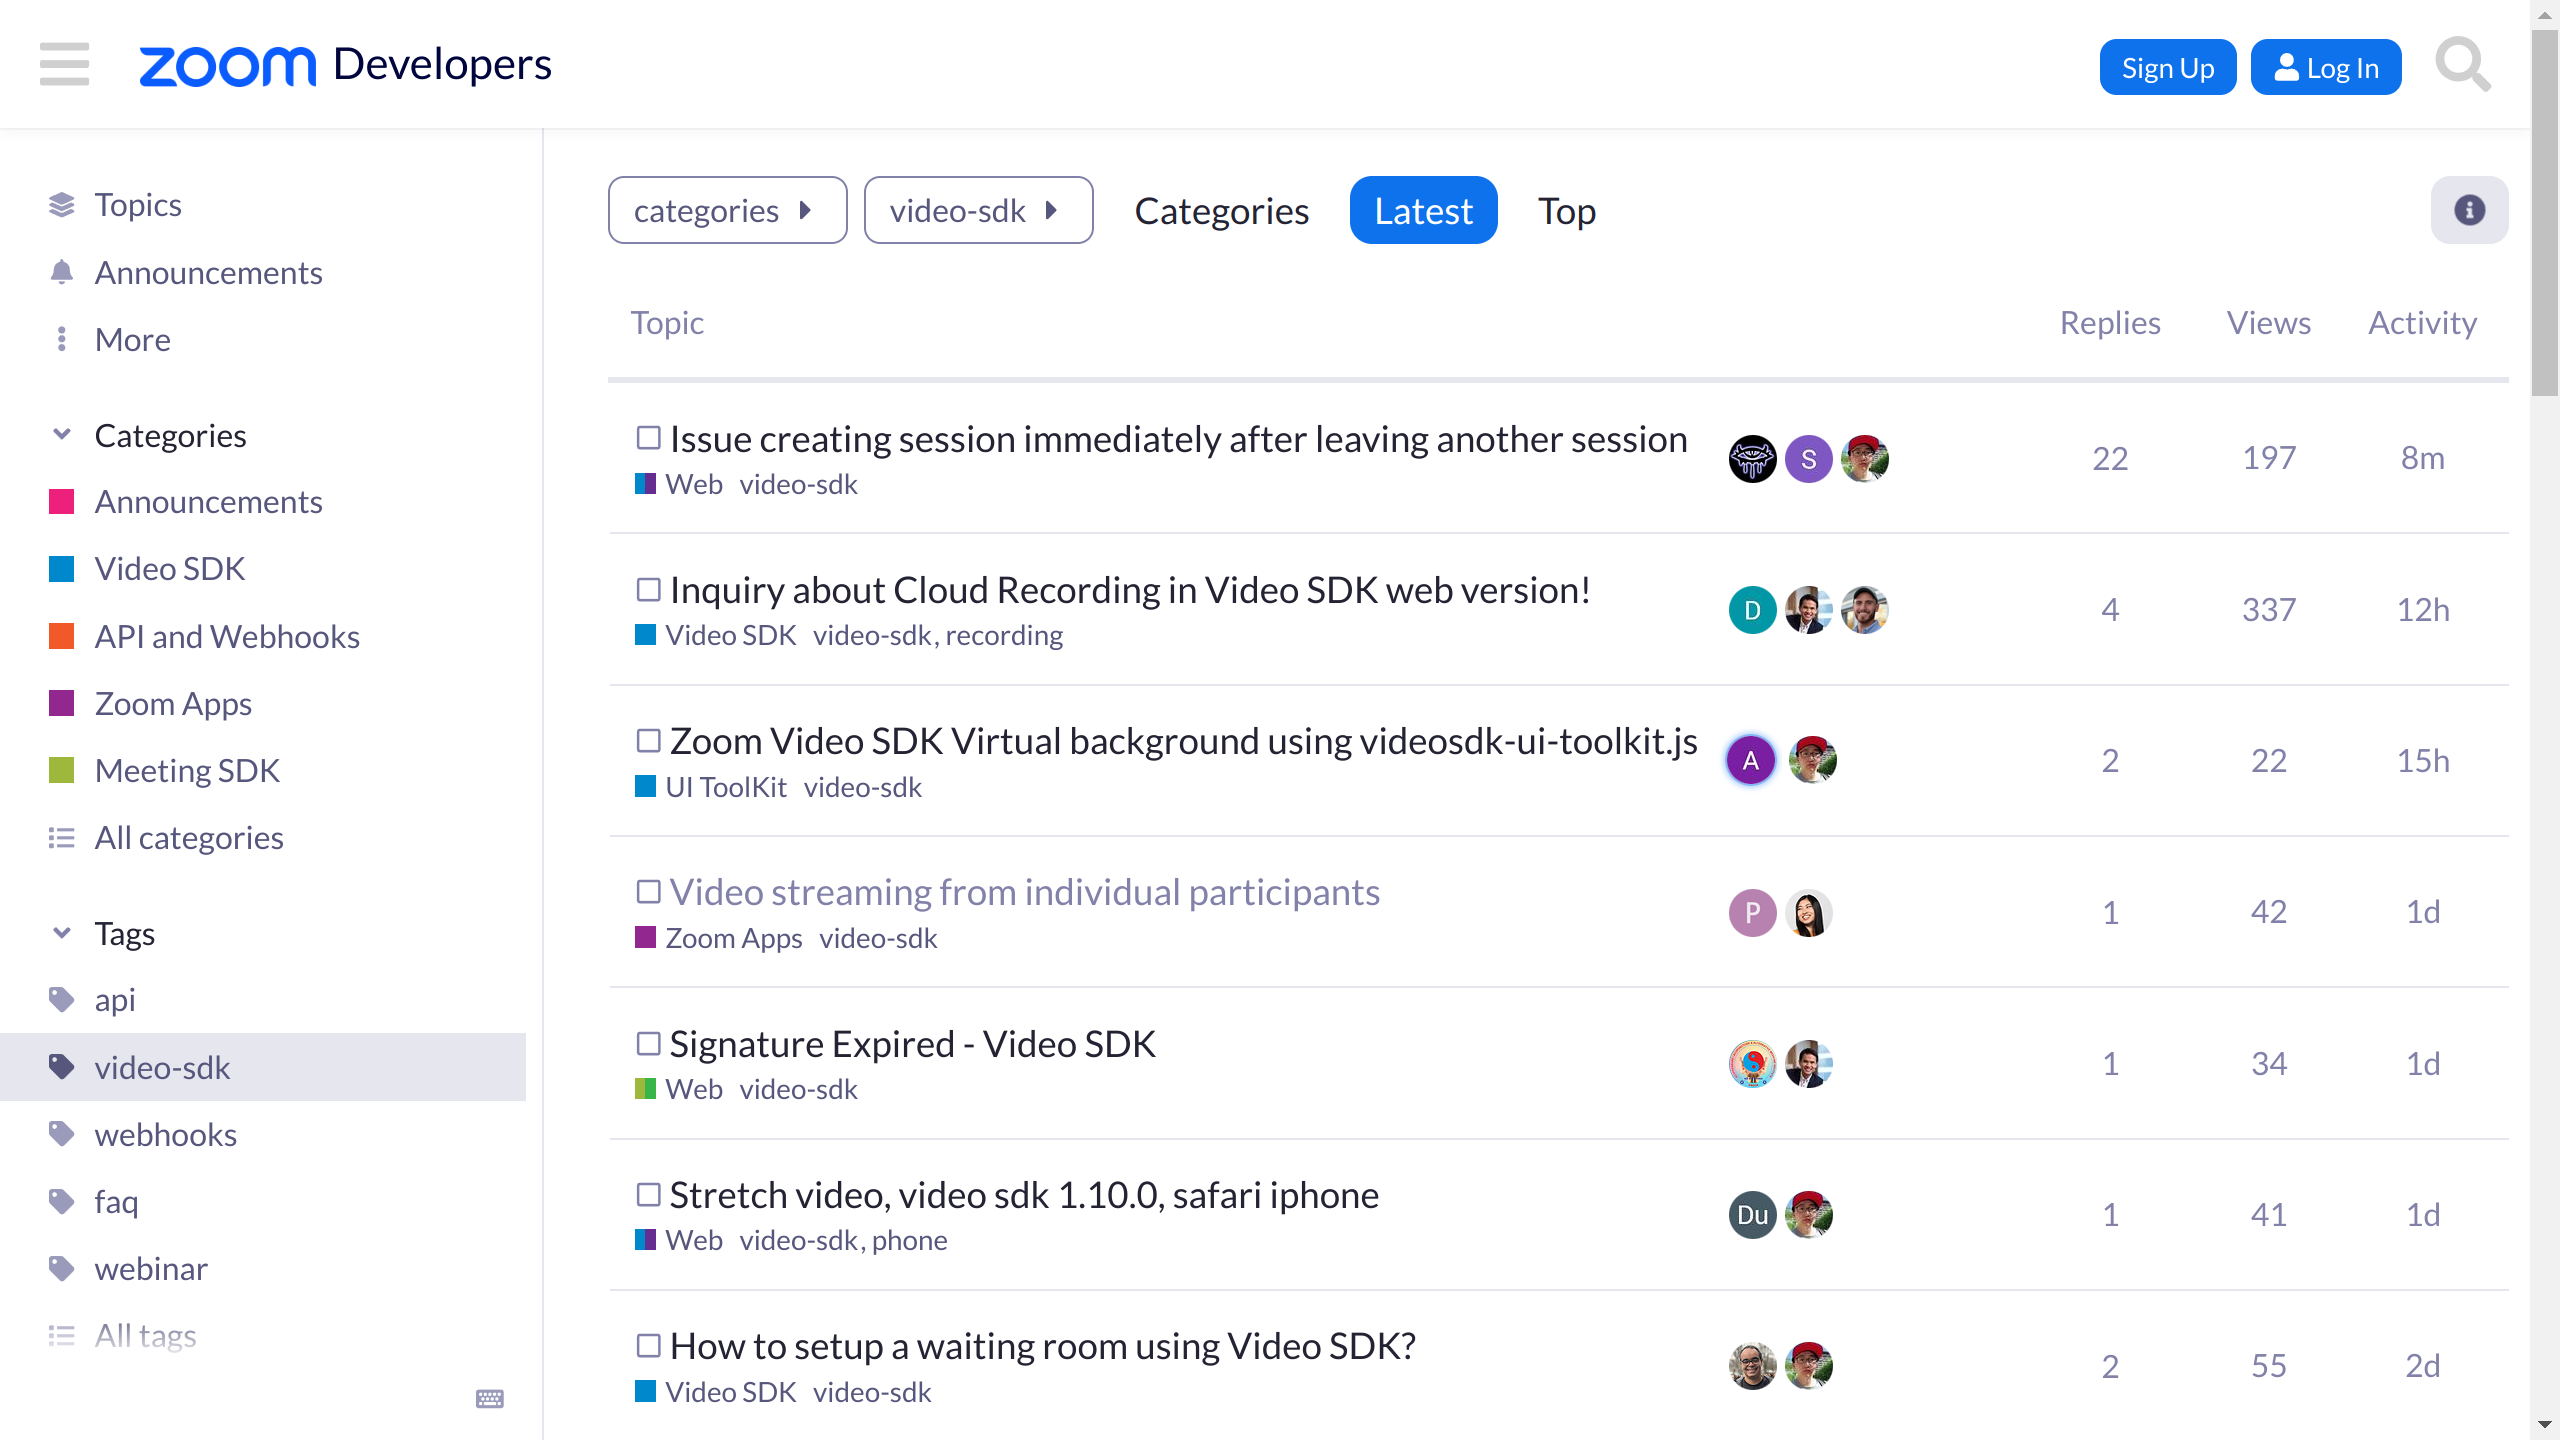 zoom Developers
Sign Up
Log In
Topics
Announcements
More
Categories
Announcements
Video SDK
API and Webhooks
Zoom Apps
Meeting SDK
All categories
Tags
api
video-sdk
webhooks
faq
webinar
All tags
categories
video-sdk
Categories
Latest
Top
Topic Replies Views Activity
Issue creating session immediately after leaving another session
Web video-sdk
S
22 197 8m
Inquiry about Cloud Recording in Video SDK web version!
Video SDK video-sdk, recording
D
4 337 12h
Zoom Video SDK Virtual background using videosdk-ui-toolkit.js
UI ToolKit video-sdk
A
2 22 15h
Video streaming from individual participants
Zoom Apps video-sdk
P
1 42 1d
Signature Expired - Video SDK
Web video-sdk
1 34 1d
Stretch video, video sdk 1.10.0, safari iphone
Web video-sdk, phone
Du
1 41 1d
How to setup a waiting room using Video SDK?
Video SDK video-sdk
2 55 2d